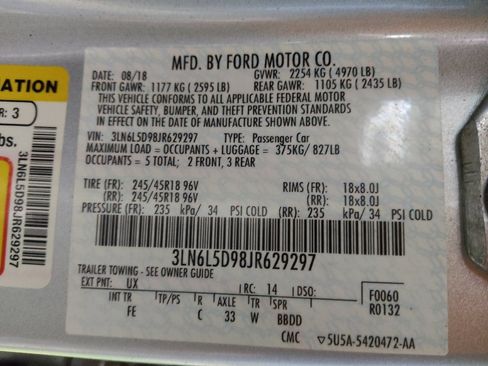 MFD. BY FORD MOTOR CO.
DATE: 08/18 GVWR: 2254 KG ( 4970 LB)
FRONT GAWR: 1177 KG ( 2595 LB) REAR GAWR: 1105 KG ( 2435 LB)
THIS VEHICLE CONFORMS TO ALL APPLICABLE FEDERAL MOTOR
VEHICLE SAFETY, BUMPER, AND THEFT PREVENTION STANDARDS
IN EFFECT ON THE DATE OF MANUFACTURE SHOWN ABOVE.
VIN: 3LN6L5D98JR629297 TYPE: Passenger Car
MAXIMUM LOAD = OCCUPANTS + LUGGAGE = 375KG/ 827LB
OCCUPANTS = 5 TOTAL; 2 FRONT, 3 REAR
TIRE (FR): 245/45R18 96V RIMS (FR): 18x8.0J
(RR): 245/45R18 96V (RR): 18x8.0J
PRESSURE (FR): 235 kPa/ 34 PSI COLD (RR): 235 kPa/ 34 PSI COLD
3LN6L5D98JR629297
TRAILER TOWING - SEE OWNER GUIDE
EXT PNT: UX RC: 14 DSO: F0060
INT TR TP/PS R AXLE TR SPR R0132
FE C 33 W BBDD
CMC 5U5A-5420472-AA
MATION
R: 3
bs.
3LN6L5D98JR629297